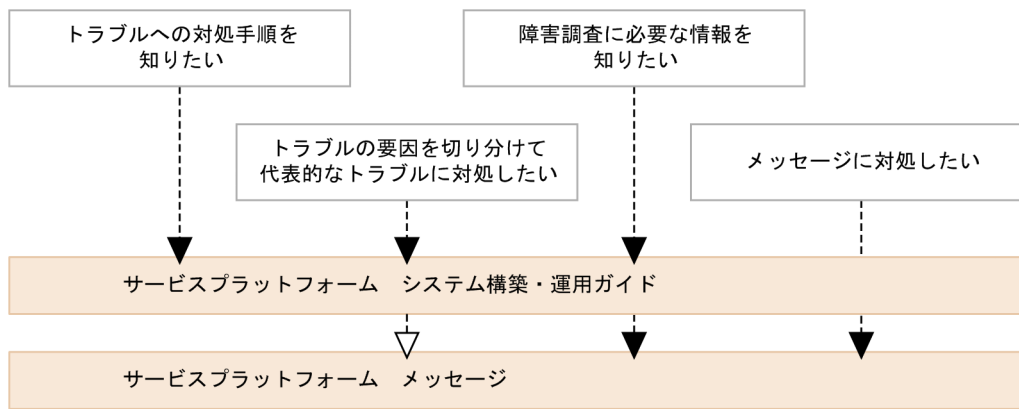 トラブルへの対処手順を
知りたい
障害調査に必要な情報を
知りたい
トラブルの要因を切り分けて
代表的なトラブルに対処したい
メッセージに対処したい
サービスプラットフォーム　システム構築・運用ガイド
サービスプラットフォーム　メッセージ